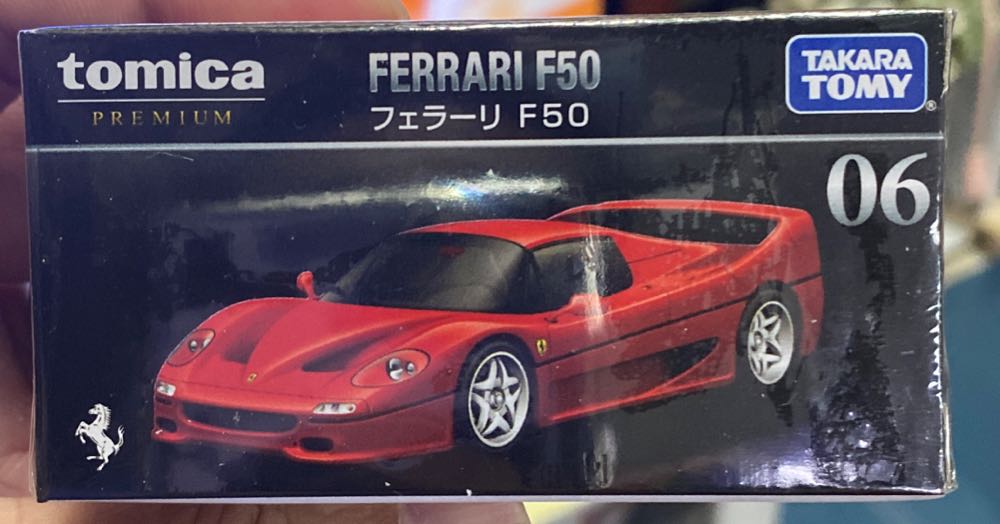 tomica
PREMIUM
FERRARI F50
フェラーリ F50
TAKARA
TOMY®
06